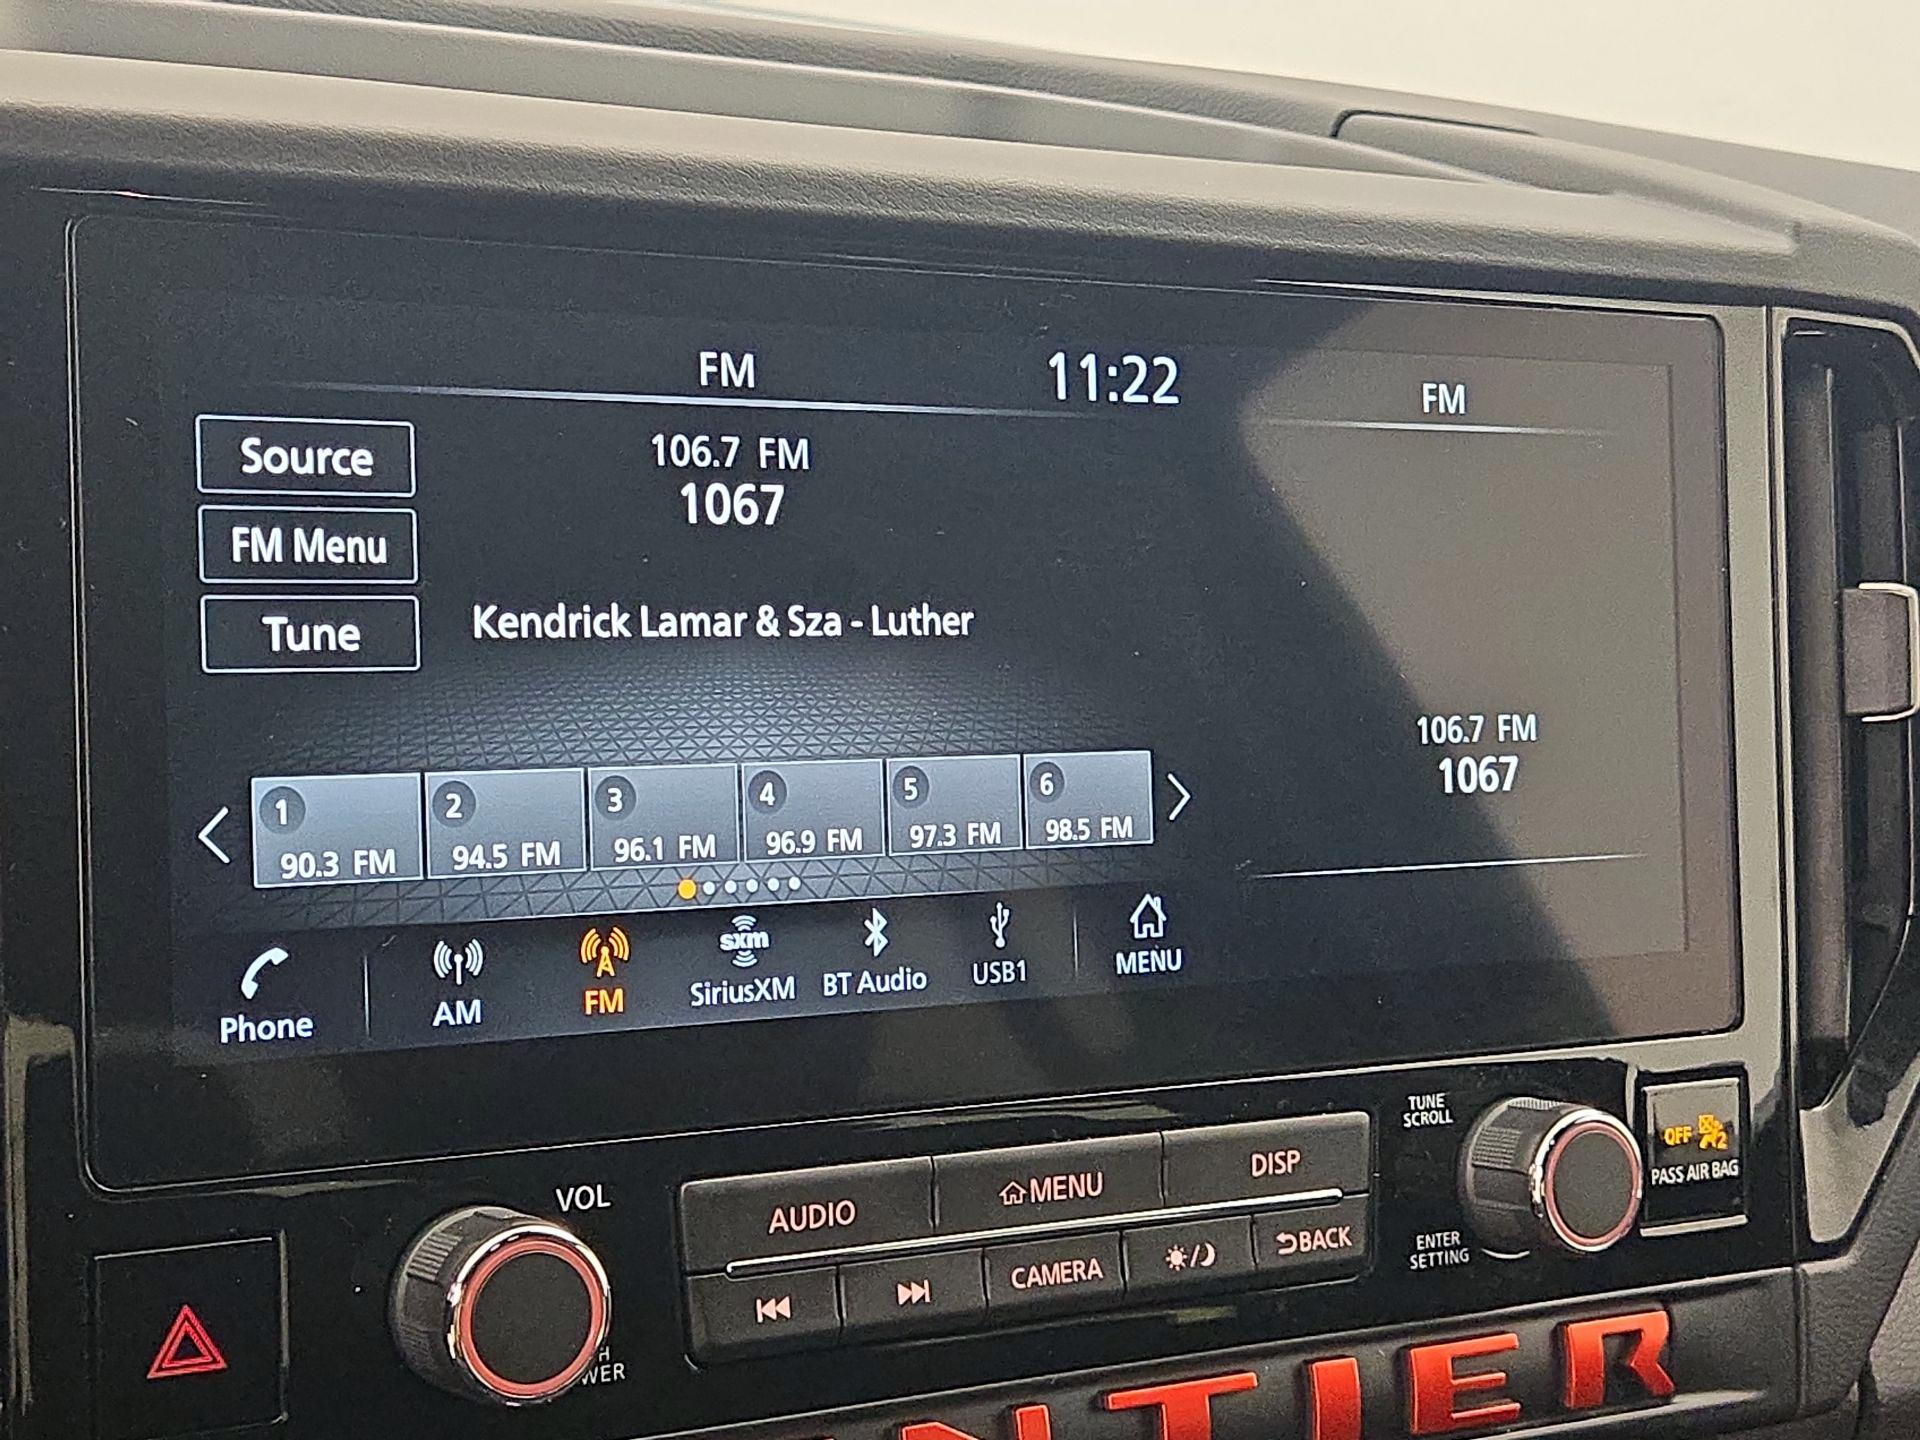 FM
11:22
FM
Source
106.7 FM
1067
FM Menu
Tune
Kendrick Lamar & Sza - Luther
106.7 FM
1067
1
90.3 FM
2
94.5 FM
3
96.1 FM
4
96.9 FM
5
97.3 FM
6
98.5 FM
Phone
AM
FM
sxm
SiriusXM
BT Audio
USB1
MENU
VOL
AUDIO
MENU
DISP
CAMERA
BACK
TUNE
SCROLL
ENTER
SETTING
OFF 2
PASS AIR BAG
NTIER